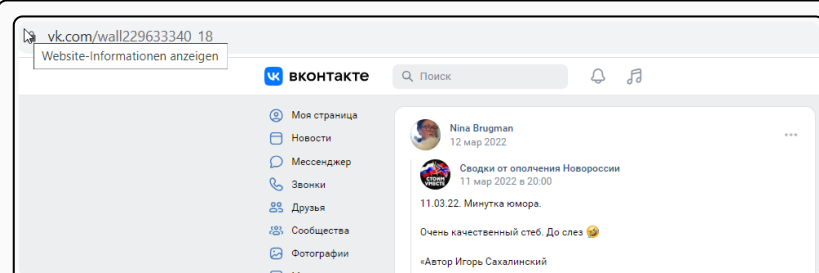 vk.com/wall229633340_18
Website-Informationen anzeigen
вконтакте
Поиск
Моя страница
Новости
Мессенджер
Звонки
Друзья
Сообщества
Фотографии
Nina Brugman
12 мар 2022
Сводки от ополчения Новороссии
11 мар 2022 в 20:00
СТОИМ
ВМЕСТЕ
11.03.22. Минутка юмора.
Очень качественный стеб. До слез 🤣
«Автор Игорь Сахалинский